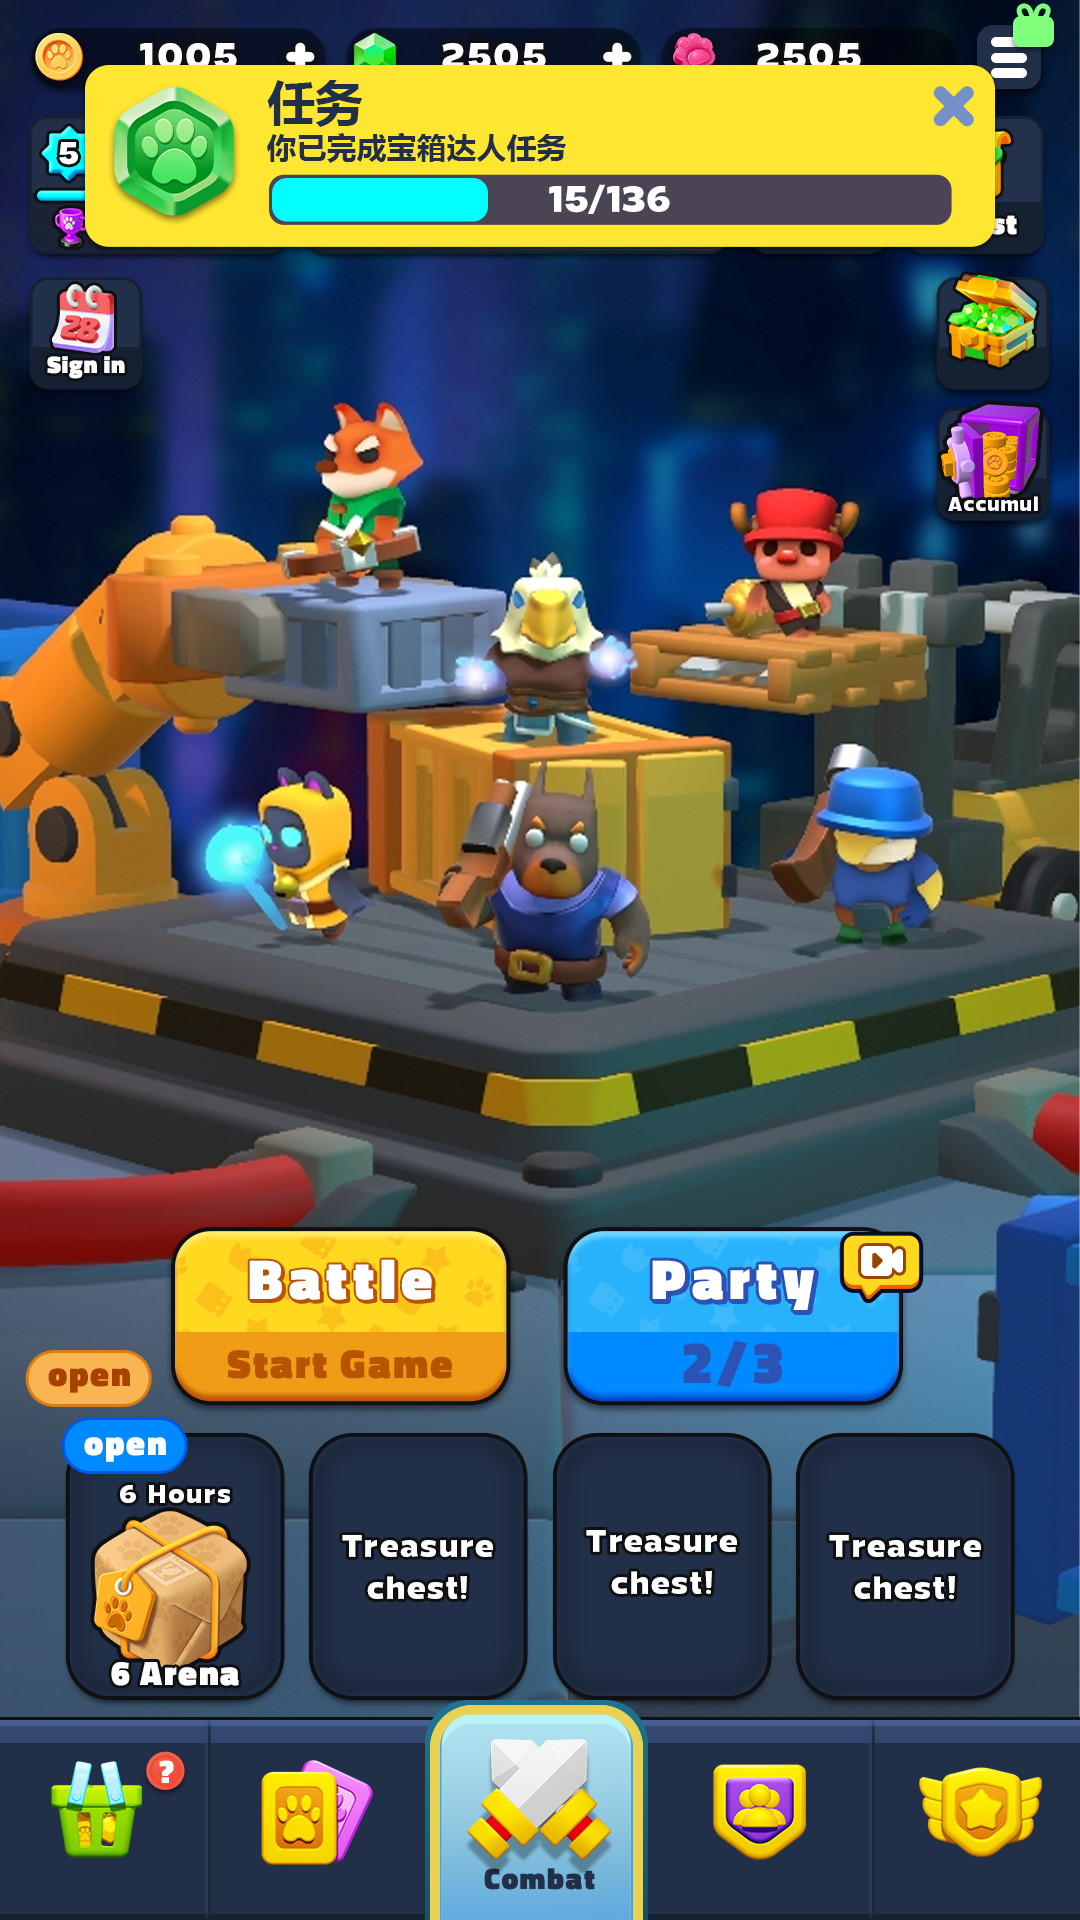 1005
2505
2505
任务
你已完成宝箱达人任务
15/136
5
st
28
Sign in
Accumul
Battle
Start Game
Party
2/3
open
open
6 Hours
6 Arena
Treasure
chest!
Treasure
chest!
Treasure
chest!
?
Combat